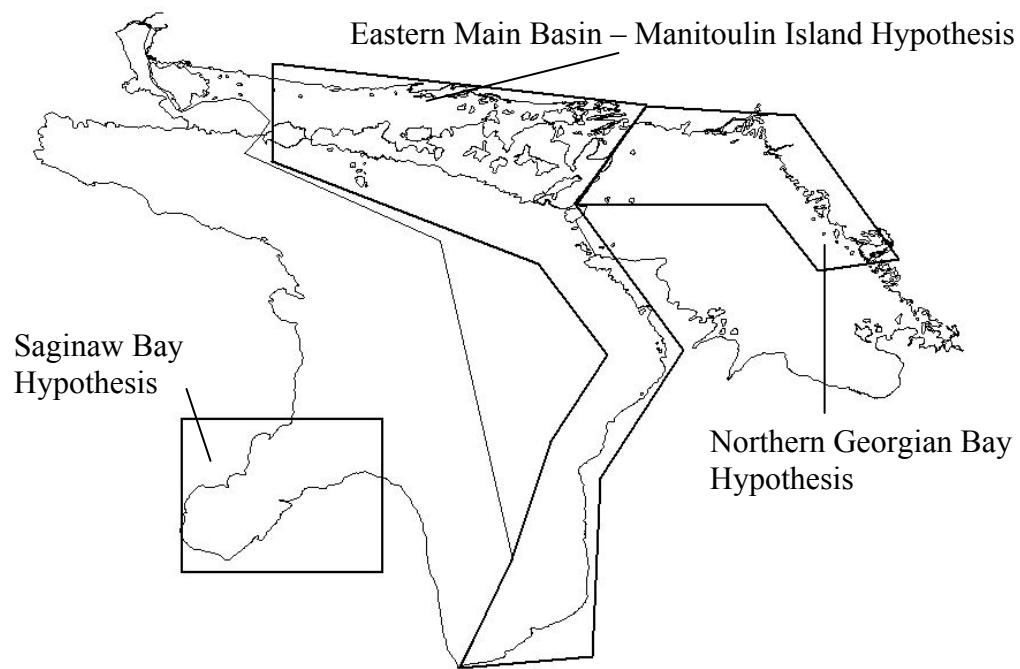 Eastern Main Basin – Manitoulin Island Hypothesis
Saginaw Bay
Hypothesis
Northern Georgian Bay
Hypothesis